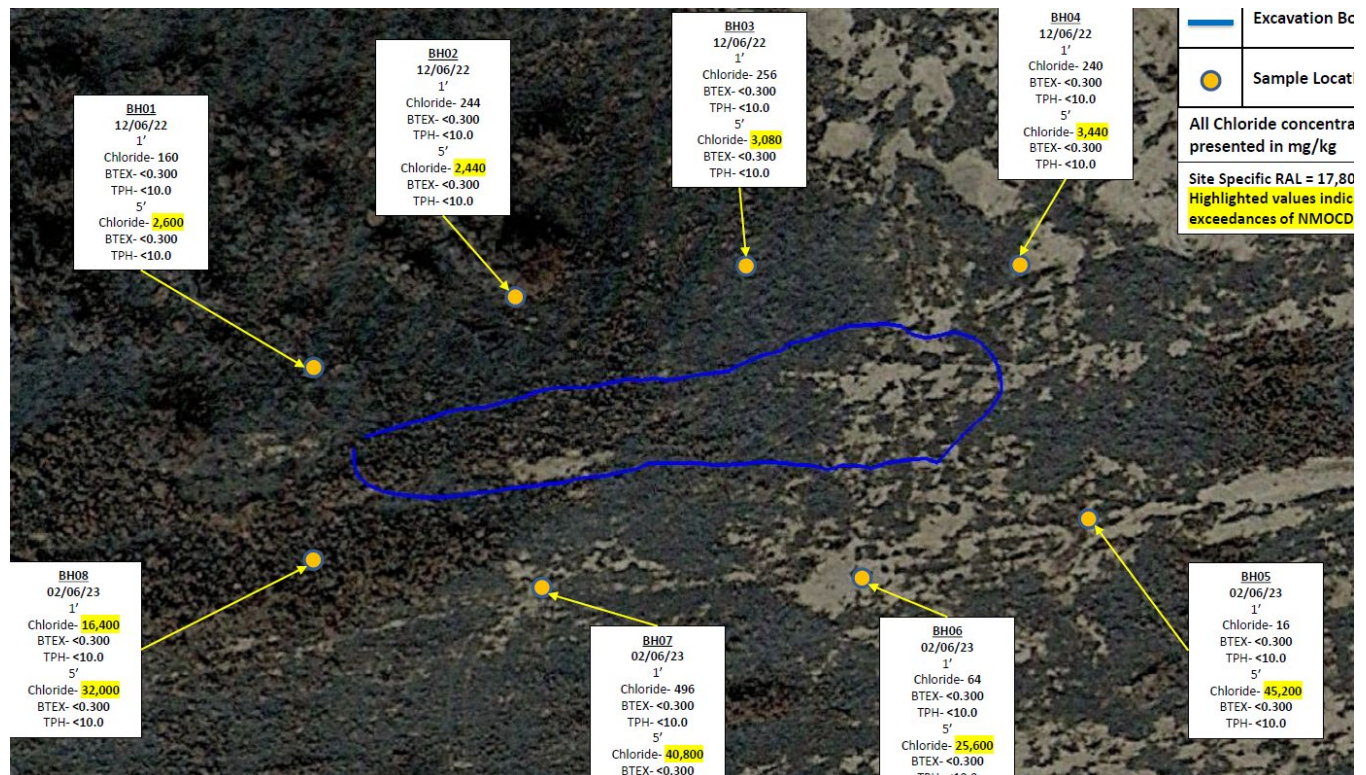 BH01
12/06/22
1'
Chloride- 160
BTEX- <0.300
TPH- <10.0
5'
Chloride- 2,600
BTEX- <0.300
TPH- <10.0
BH02
12/06/22
1'
Chloride- 244
BTEX- <0.300
TPH- <10.0
5'
Chloride- 2,440
BTEX- <0.300
TPH- <10.0
BH03
12/06/22
1'
Chloride- 256
BTEX- <0.300
TPH- <10.0
5'
Chloride- 3,080
BTEX- <0.300
TPH- <10.0
BH04
12/06/22
1'
Chloride- 240
BTEX- <0.300
TPH- <10.0
5'
Chloride- 3,440
BTEX- <0.300
TPH- <10.0
Excavation Bo
Sample Locati
All Chloride concentra
presented in mg/kg
Site Specific RAL = 17,80
Highlighted values indic
exceedances of NMOCD
BH08
02/06/23
1'
Chloride- 16,400
BTEX- <0.300
TPH- <10.0
5'
Chloride- 32,000
BTEX- <0.300
TPH- <10.0
BH07
02/06/23
1'
Chloride- 496
BTEX- <0.300
TPH- <10.0
5'
Chloride- 40,800
BTEX- <0.300
BH06
02/06/23
1'
Chloride- 64
BTEX- <0.300
TPH- <10.0
5'
Chloride- 25,600
BTEX- <0.300
TPH- <10.0
BH05
02/06/23
1'
Chloride- 16
BTEX- <0.300
TPH- <10.0
5'
Chloride- 45,200
BTEX- <0.300
TPH- <10.0